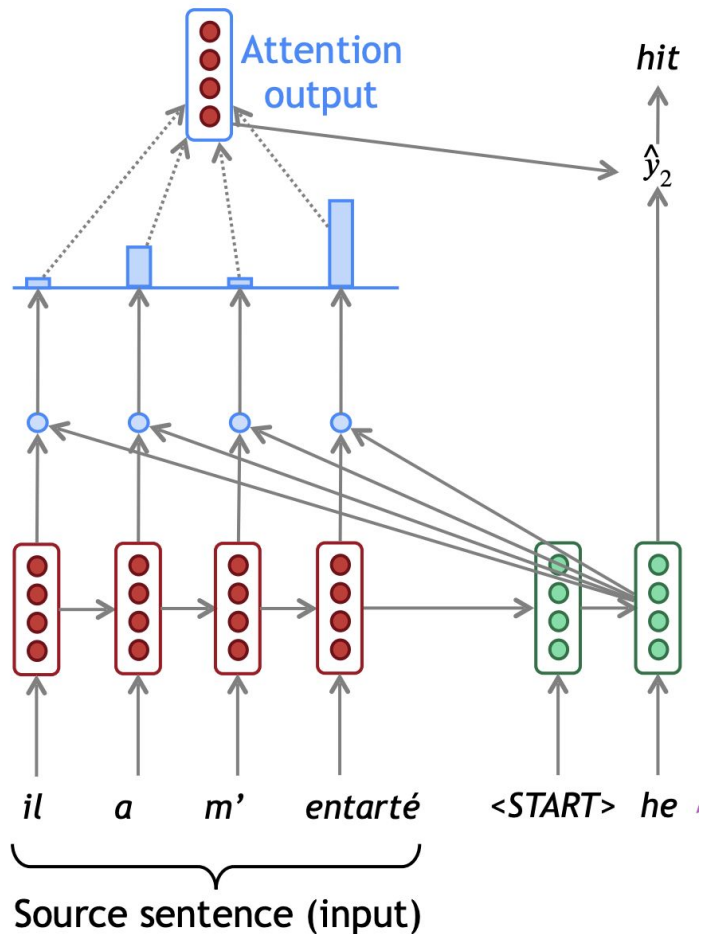 Attention
output
hit
ŷ₂
il a m’ entarté <START> he
Source sentence (input)